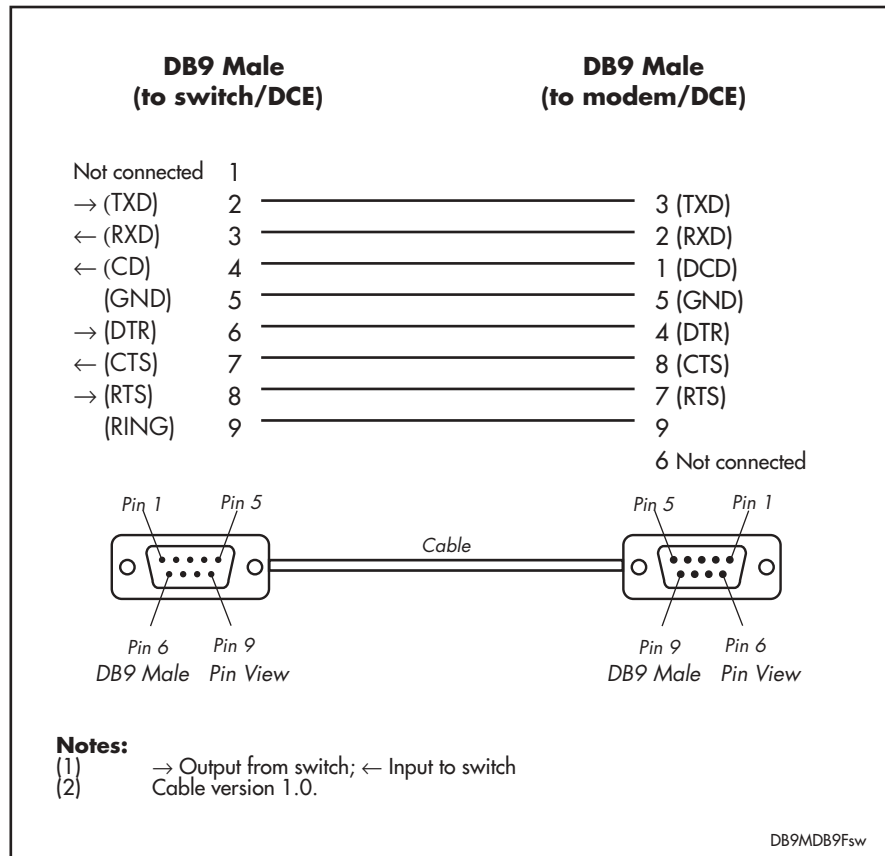 DB9 Male (to switch/DCE)
DB9 Male (to modem/DCE)
Not connected 1
→ (TXD) 2 3 (TXD)
← (RXD) 3 2 (RXD)
← (CD) 4 1 (DCD)
(GND) 5 5 (GND)
→ (DTR) 6 4 (DTR)
← (CTS) 7 8 (CTS)
→ (RTS) 8 7 (RTS)
(RING) 9 9
6 Not connected
Pin 1 Pin 5 Pin 5 Pin 1
Cable
Pin 6 Pin 9 Pin 9 Pin 6
DB9 Male Pin View DB9 Male Pin View
Notes:
(1) → Output from switch; ← Input to switch
(2) Cable version 1.0.
DB9MDB9Fsw